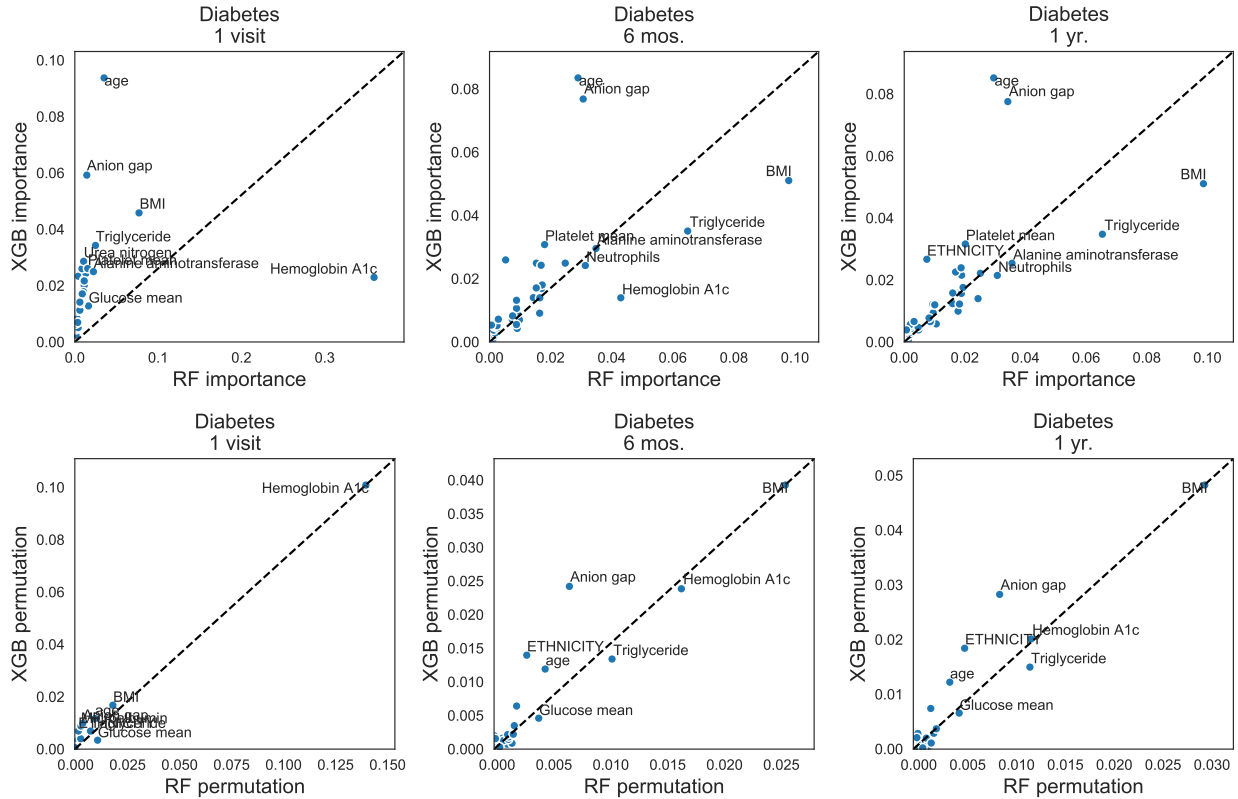 Diabetes
1 visit
XGB importance
0.10
0.08
0.06
0.04
0.02
0.00
age
Anion gap
BMI
Triglyceride
Urea nitrogen
Platelet mean
Alanine aminotransferase
Hemoglobin A1c
Glucose mean
0.0
0.1
0.2
0.3
RF importance
Diabetes
6 mos.
XGB importance
0.08
0.06
0.04
0.02
0.00
age
Anion gap
BMI
Triglyceride
Platelet mean
Alanine aminotransferase
Neutrophils
Hemoglobin A1c
0.00
0.02
0.04
0.06
0.08
0.10
RF importance
Diabetes
1 yr.
XGB importance
0.08
0.06
0.04
0.02
0.00
age
Anion gap
BMI
Triglyceride
Platelet mean
ETHNICITY
Alanine aminotransferase
Neutrophils
0.00
0.02
0.04
0.06
0.08
0.10
RF importance
Diabetes
1 visit
XGB permutation
0.10
0.08
0.06
0.04
0.02
0.00
Hemoglobin A1c
BMI
age
Anion gap
ETHNICITY
Triglyceride
Glucose mean
0.000
0.025
0.050
0.075
0.100
0.125
0.150
RF permutation
Diabetes
6 mos.
XGB permutation
0.040
0.035
0.030
0.025
0.020
0.015
0.010
0.005
0.000
BMI
Anion gap
Hemoglobin A1c
ETHNICITY
Triglyceride
age
Glucose mean
0.000
0.005
0.010
0.015
0.020
0.025
RF permutation
Diabetes
1 yr.
XGB permutation
0.05
0.04
0.03
0.02
0.01
0.00
BMI
Anion gap
Hemoglobin A1c
ETHNICITY
Triglyceride
age
Glucose mean
0.000
0.005
0.010
0.015
0.020
0.025
0.030
RF permutation